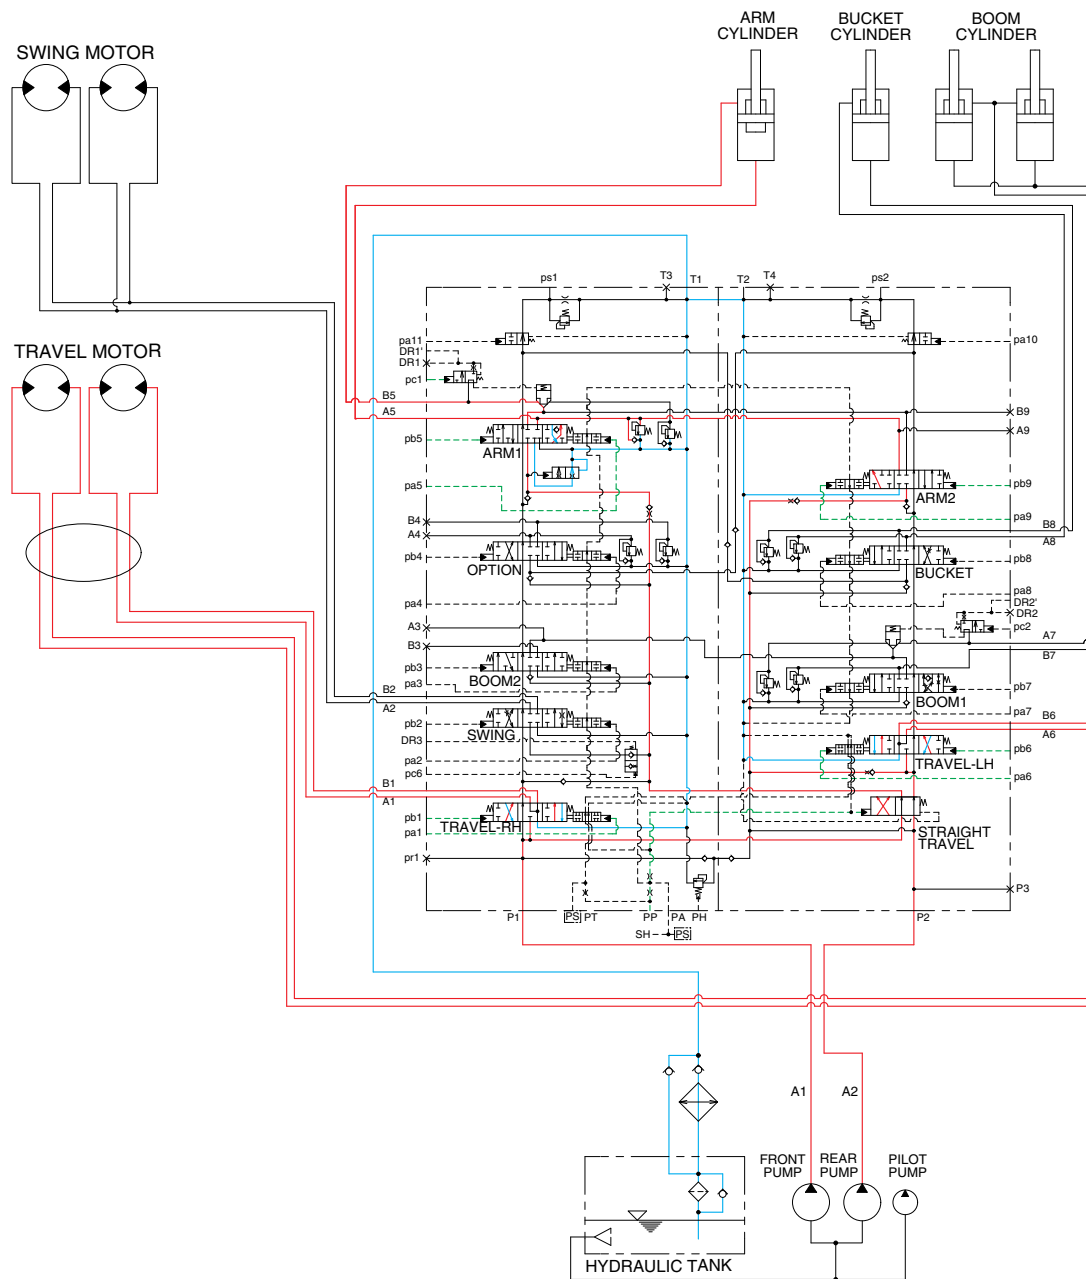 ARM
CYLINDER
BUCKET
CYLINDER
BOOM
CYLINDER
SWING MOTOR
TRAVEL MOTOR
ps1
T3
T1
T2
T4
ps2
pa11
DR1'
DR1
pc1
B5
A5
pb5
ARM1
pa5
B4
A4
pb4
OPTION
pa4
A3
B3
pb3
BOOM2
pa3
B2
A2
pb2
SWING
DR3
pa2
pc6
B1
A1
pb1
TRAVEL-RH
pa1
pr1
pa10
B9
A9
pb9
ARM2
pa9
B8
A8
pb8
BUCKET
pa8
DR2'
DR2
pc2
A7
B7
pb7
BOOM1
pa7
B6
A6
pb6
TRAVEL-LH
pa6
STRAIGHT
TRAVEL
P3
P1
PS
PT
PP
PA
PH
P2
SH
PS
A1
A2
FRONT
PUMP
REAR
PUMP
PILOT
PUMP
HYDRAULIC TANK